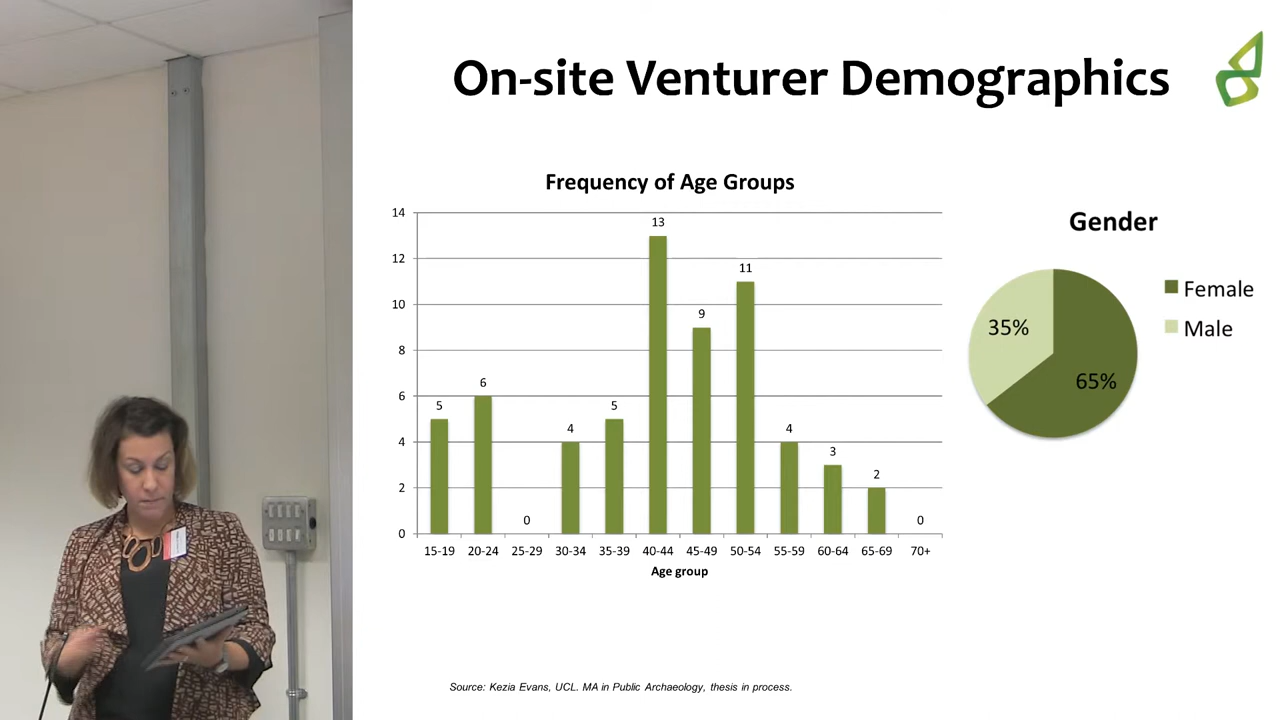 On-site Venturer Demographics
Frequency of Age Groups
14
12
10
8
6
4
2
0
5
6
0
4
5
13
9
11
4
3
2
0
15-19 20-24 25-29 30-34 35-39 40-44 45-49 50-54 55-59 60-64 65-69 70+
Age group
Gender
35%
65%
Female
Male
Source: Kezia Evans, UCL. MA in Public Archaeology, thesis in process.